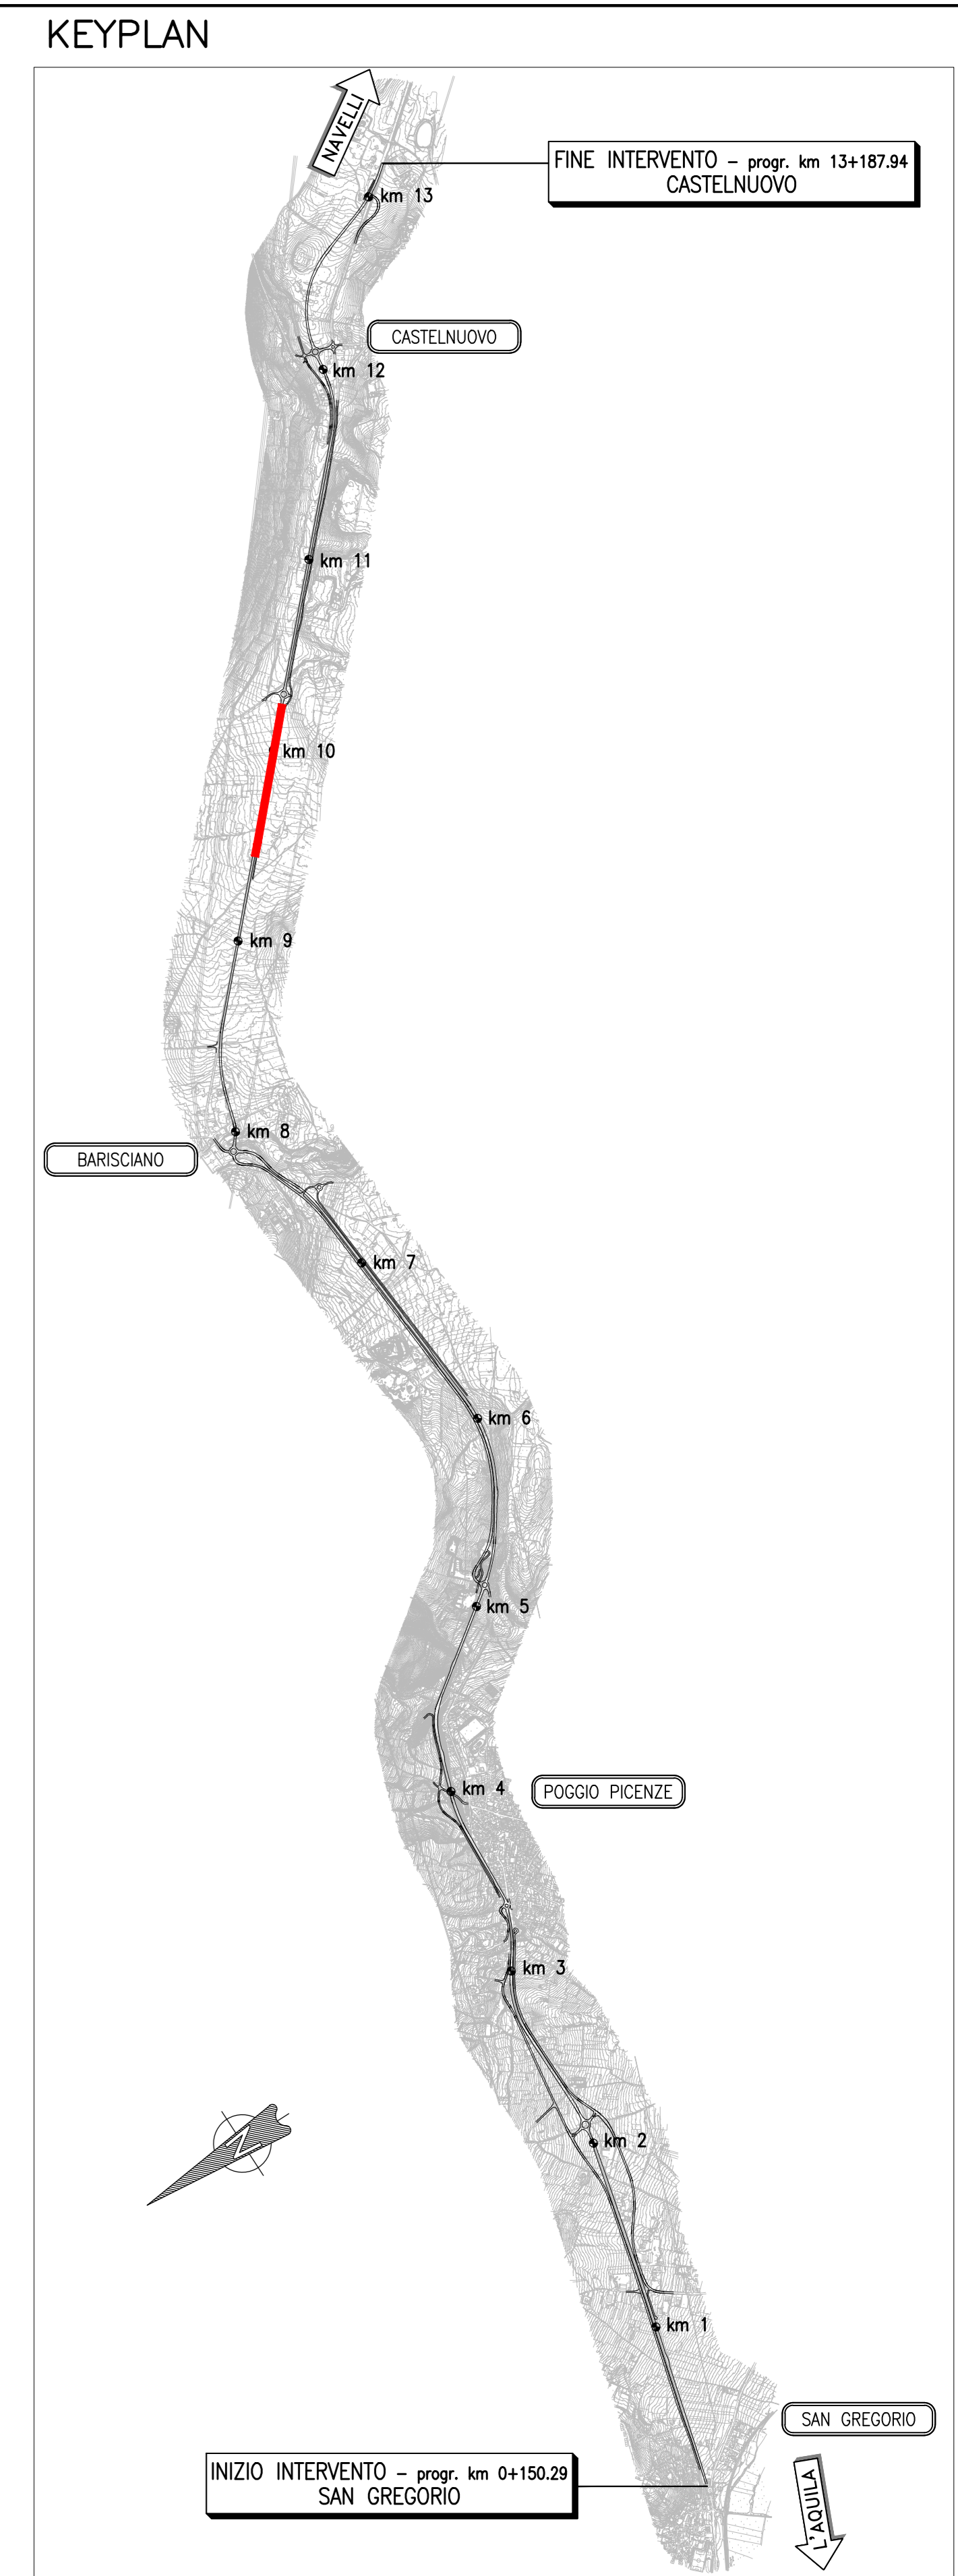 KEYPLAN
NAVELLI
FINE INTERVENTO – progr. km 13+187.94
CASTELNUOVO
km 13
CASTELNUOVO
km 12
km 11
km 10
km 9
km 8
BARISCIANO
km 7
km 6
km 5
km 4
POGGIO PICENZE
km 3
N
km 2
km 1
SAN GREGORIO
INIZIO INTERVENTO – progr. km 0+150.29
SAN GREGORIO
L'AQUILA